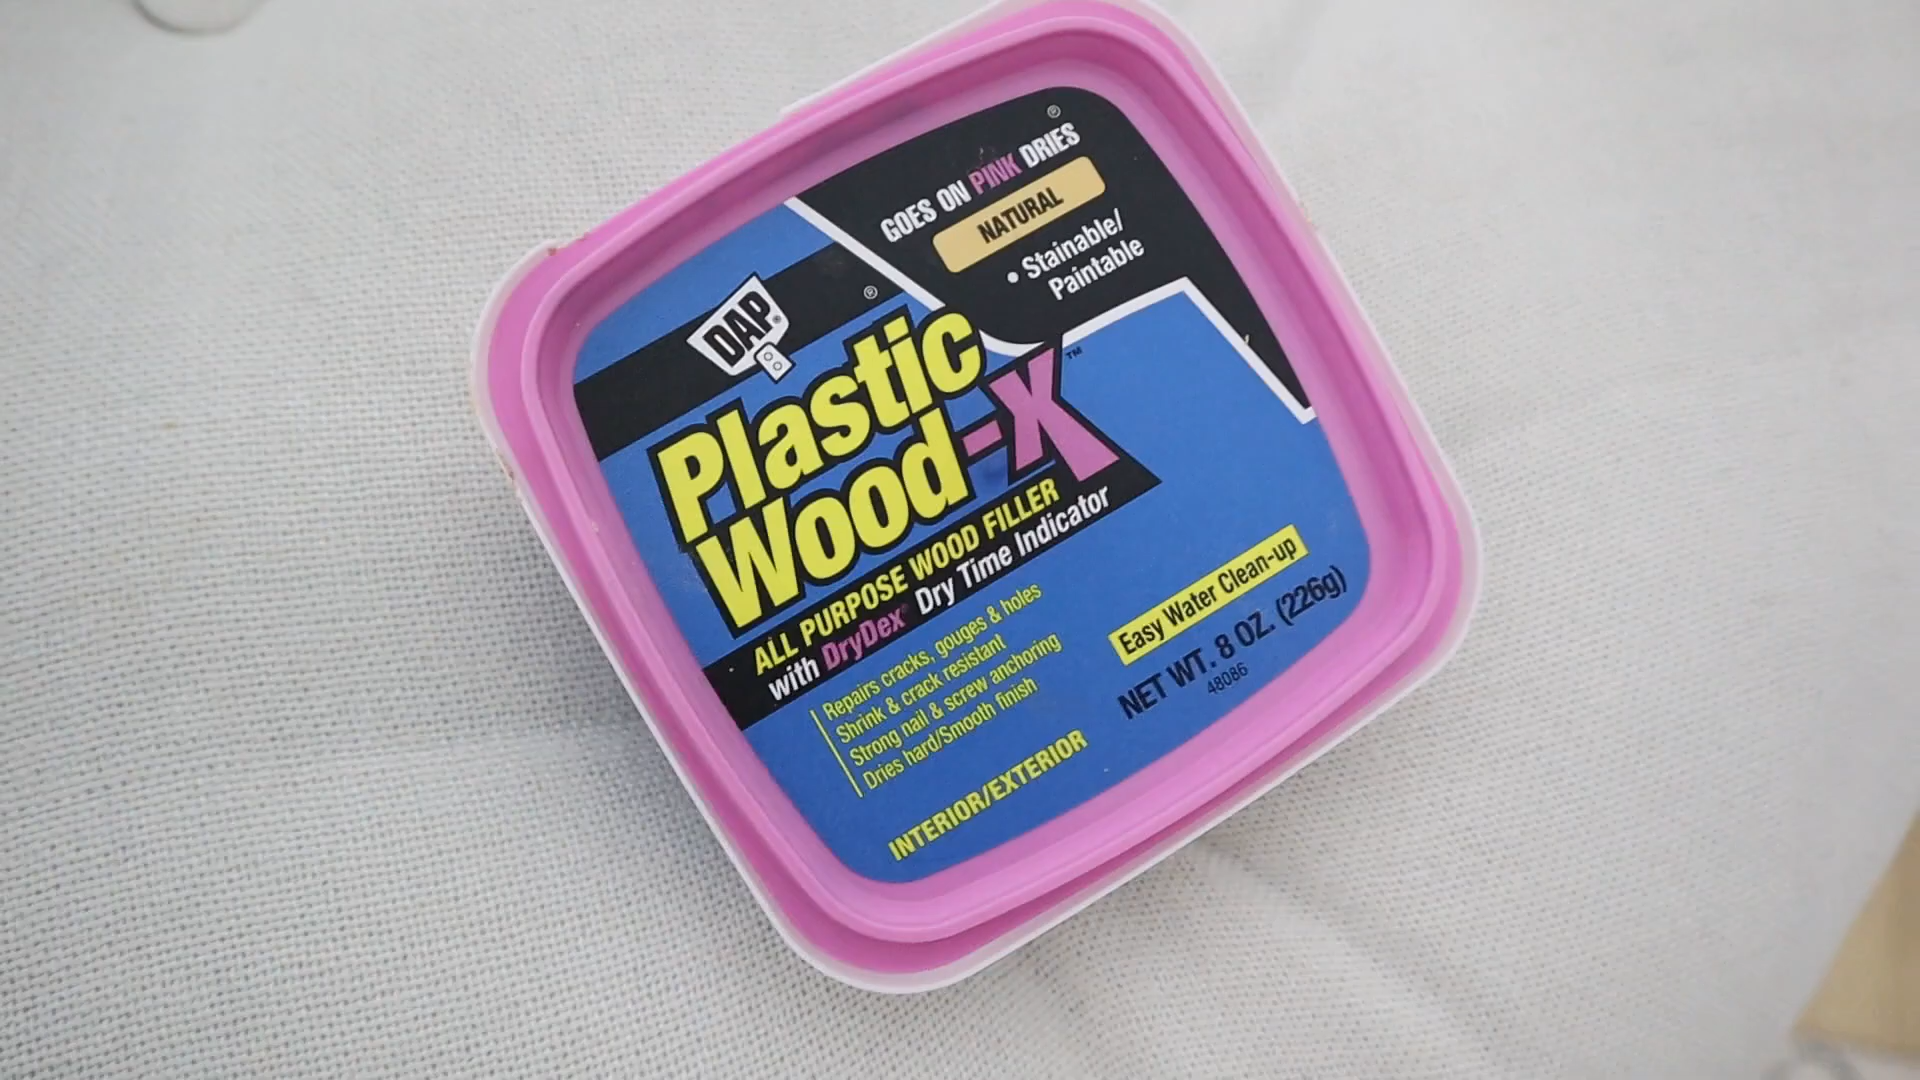 GOES ON PINK DRIES ®
NATURAL
• Stainable/
Paintable
DAP® ®
Plastic
Wood-X™
ALL PURPOSE WOOD FILLER
with DryDex® Dry Time Indicator
Repairs cracks, gouges & holes
Shrink & crack resistant
Strong nail & screw anchoring
Dries hard/Smooth finish
INTERIOR/EXTERIOR
Easy Water Clean-up
NET WT. 8 OZ. (226g)
48086